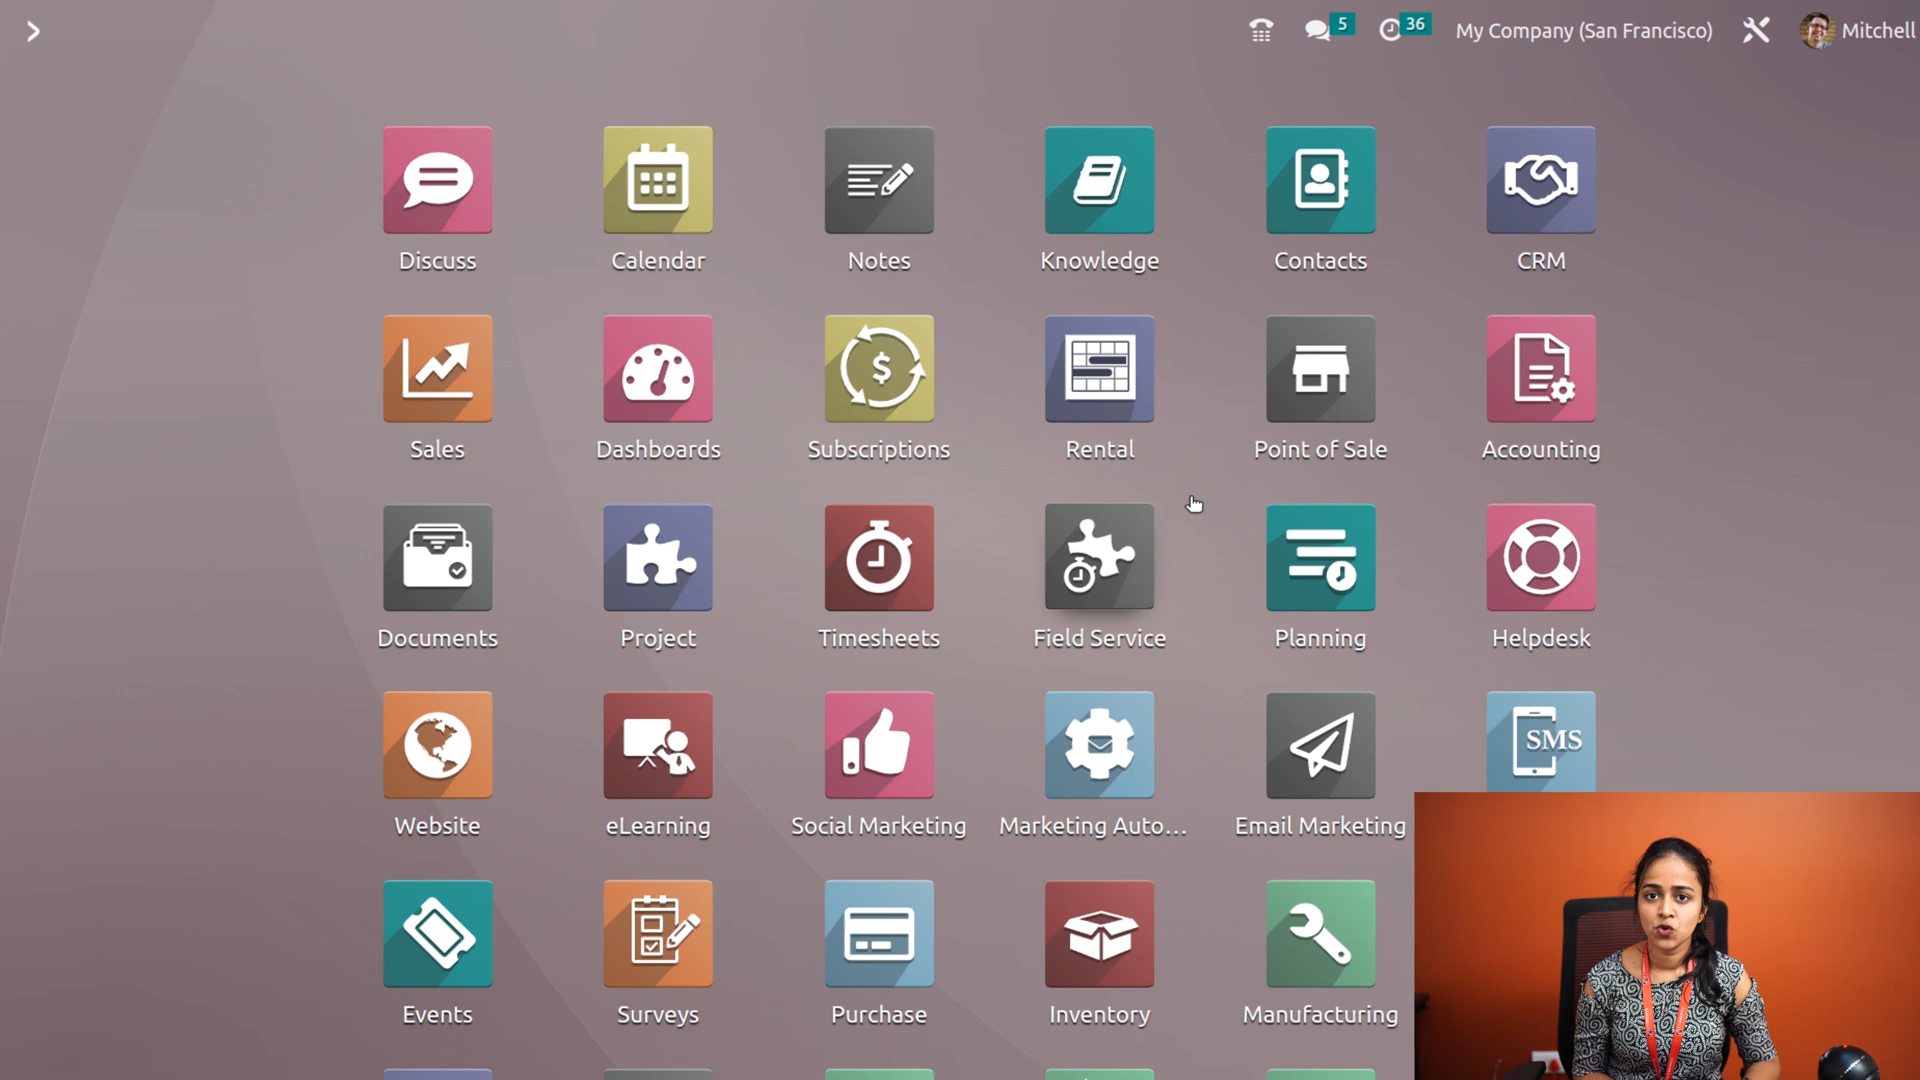 5 36 My Company (San Francisco) Mitchell
Discuss Calendar Notes Knowledge Contacts CRM
$
Sales Dashboards Subscriptions Rental Point of Sale Accounting
Documents Project Timesheets Field Service Planning Helpdesk
SMS
Website eLearning Social Marketing Marketing Auto... Email Marketing
Events Surveys Purchase Inventory Manufacturing